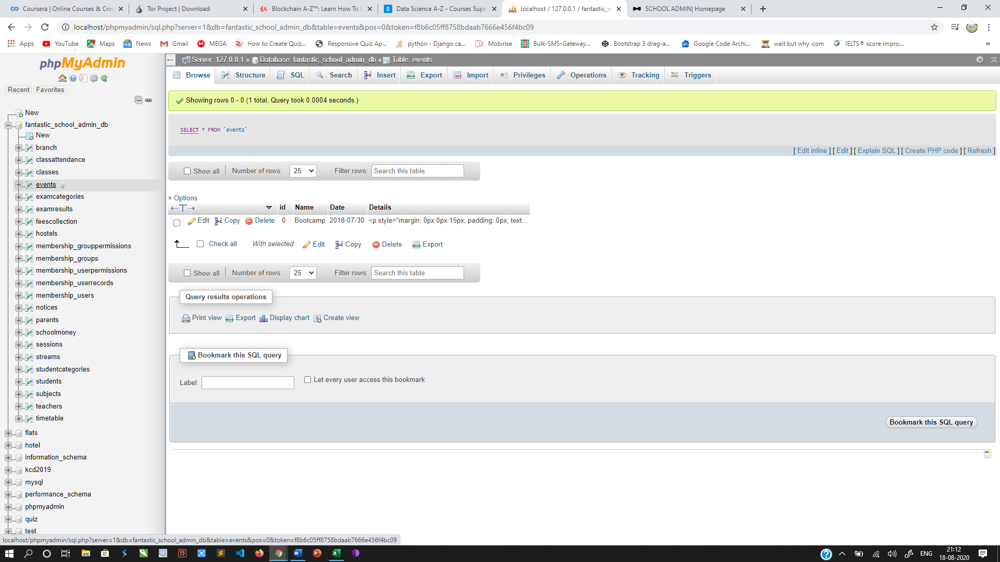 Coursera | Online Courses & Cred
Tor Project | Download
Blockchain A-Z™: Learn How To B
Data Science A-Z - Courses Supe
localhost / 127.0.0.1 / fantastic_sc
SCHOOL ADMIN| Homepage
localhost/phpmyadmin/sql.php?server=1&db=fantastic_school_admin_db&table=events&pos=0&token=f8b6c05ff8758bdaab7666e456f4bc09
Apps YouTube Maps News Gmail MEGA How to Create Quiz... Responsive Quiz Ap... python - Django ca... Mobirise Bulk-SMS-Gateway... Bootstrap 3 drag-a... Google Code Archi... wait but why .com IELTS® score impro... »
phpMyAdmin
Recent Favorites
New
fantastic_school_admin_db
New
branch
classattendance
classes
events
examcategories
examresults
feescollection
hostels
membership_grouppermissions
membership_groups
membership_userpermissions
membership_userrecords
membership_users
notices
parents
schoolmoney
sessions
streams
studentcategories
students
subjects
teachers
timetable
flats
hotel
information_schema
kcd2019
mysql
performance_schema
phpmyadmin
quiz
test
Server: 127.0.0.1 » Database: fantastic_school_admin_db » Table: events
Browse Structure SQL Search Insert Export Import Privileges Operations Tracking Triggers
Showing rows 0 - 0 (1 total, Query took 0.0004 seconds.)
SELECT * FROM `events`
[ Edit inline ] [ Edit ] [ Explain SQL ] [ Create PHP code ] [ Refresh ]
Show all Number of rows: 25 Filter rows: Search this table
+ Options
id Name Date Details
Edit Copy Delete 0 Bootcamp 2018-07-30 <p style="margin: 0px 0px 15px; padding: 0px; text...
Check all With selected: Edit Copy Delete Export
Show all Number of rows: 25 Filter rows: Search this table
Query results operations
Print view Export Display chart Create view
Bookmark this SQL query
Label: Let every user access this bookmark
Bookmark this SQL query
localhost/phpmyadmin/sql.php?server=1&db=fantastic_school_admin_db&table=events&pos=0&token=f8b6c05ff8758bdaab7666e456f4bc09
ENG
21:12
18-08-2020